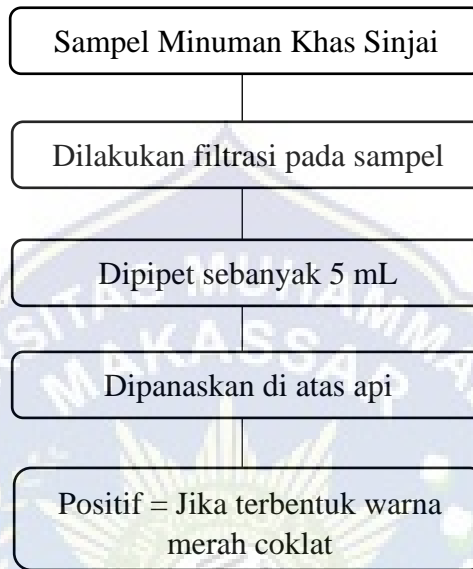 Sampel Minuman Khas Sinjai
Dilakukan filtrasi pada sampel
Dipipet sebanyak 5 mL
Dipanaskan di atas api
Positif = Jika terbentuk warna
merah coklat